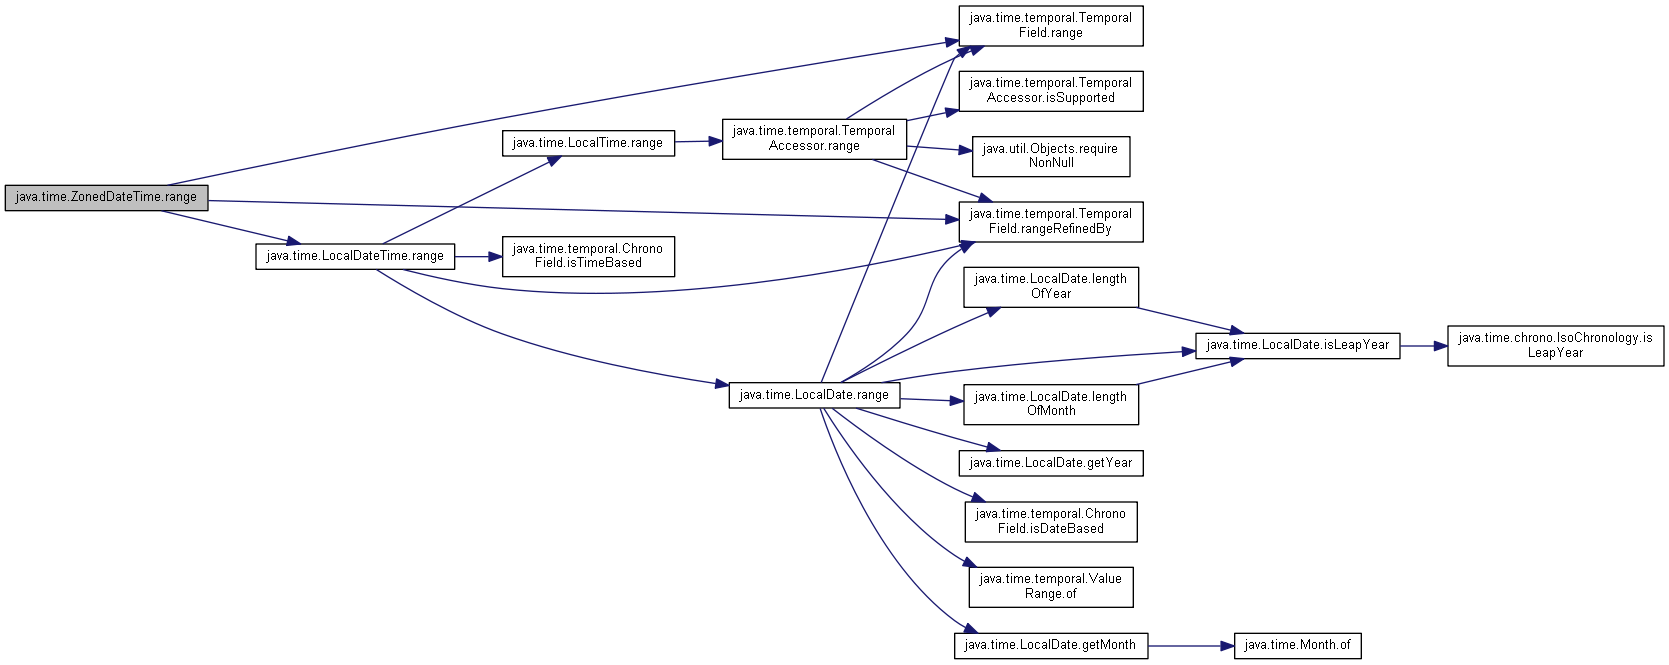 java.time.temporal.Temporal
Field.range
java.time.temporal.Temporal
Accessor.isSupported
java.time.LocalTime.range
java.time.temporal.Temporal
Accessor.range
java.util.Objects.require
NonNull
java.time.ZonedDateTime.range
java.time.temporal.Temporal
Field.rangeRefinedBy
java.time.LocalDateTime.range
java.time.temporal.Chrono
Field.isTimeBased
java.time.LocalDate.length
OfYear
java.time.LocalDate.isLeapYear
java.time.chrono.IsoChronology.is
LeapYear
java.time.LocalDate.range
java.time.LocalDate.length
OfMonth
java.time.LocalDate.getYear
java.time.temporal.Chrono
Field.isDateBased
java.time.temporal.Value
Range.of
java.time.LocalDate.getMonth
java.time.Month.of